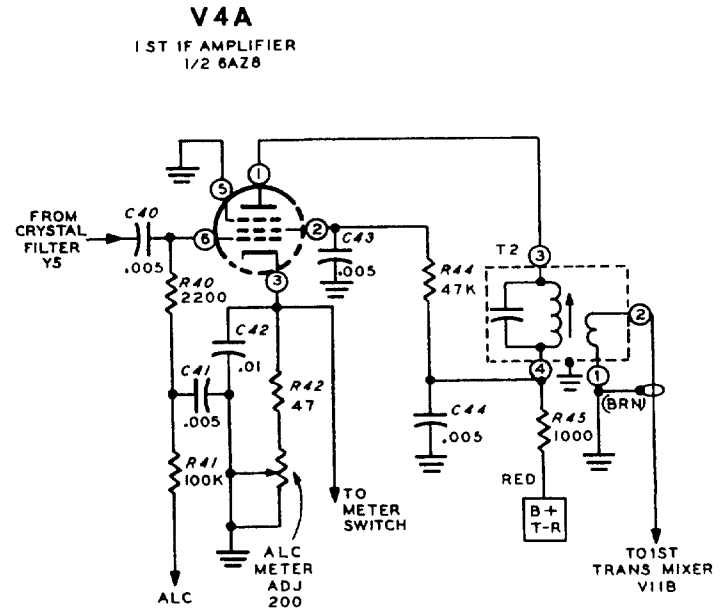 V4A
1ST IF AMPLIFIER
1/2 6AZ8
FROM
CRYSTAL
FILTER
Y5
C40
.005
5
1
6
2
3
C43
.005
R40
2200
C42
.01
C41
.005
R42
47
R41
100K
ALC
ALC
METER
ADJ
200
TO
METER
SWITCH
R44
47K
C44
.005
T2
3
2
4
1
(BRN)
R45
1000
RED
B+
T-R
TO 1ST
TRANS MIXER
V11B